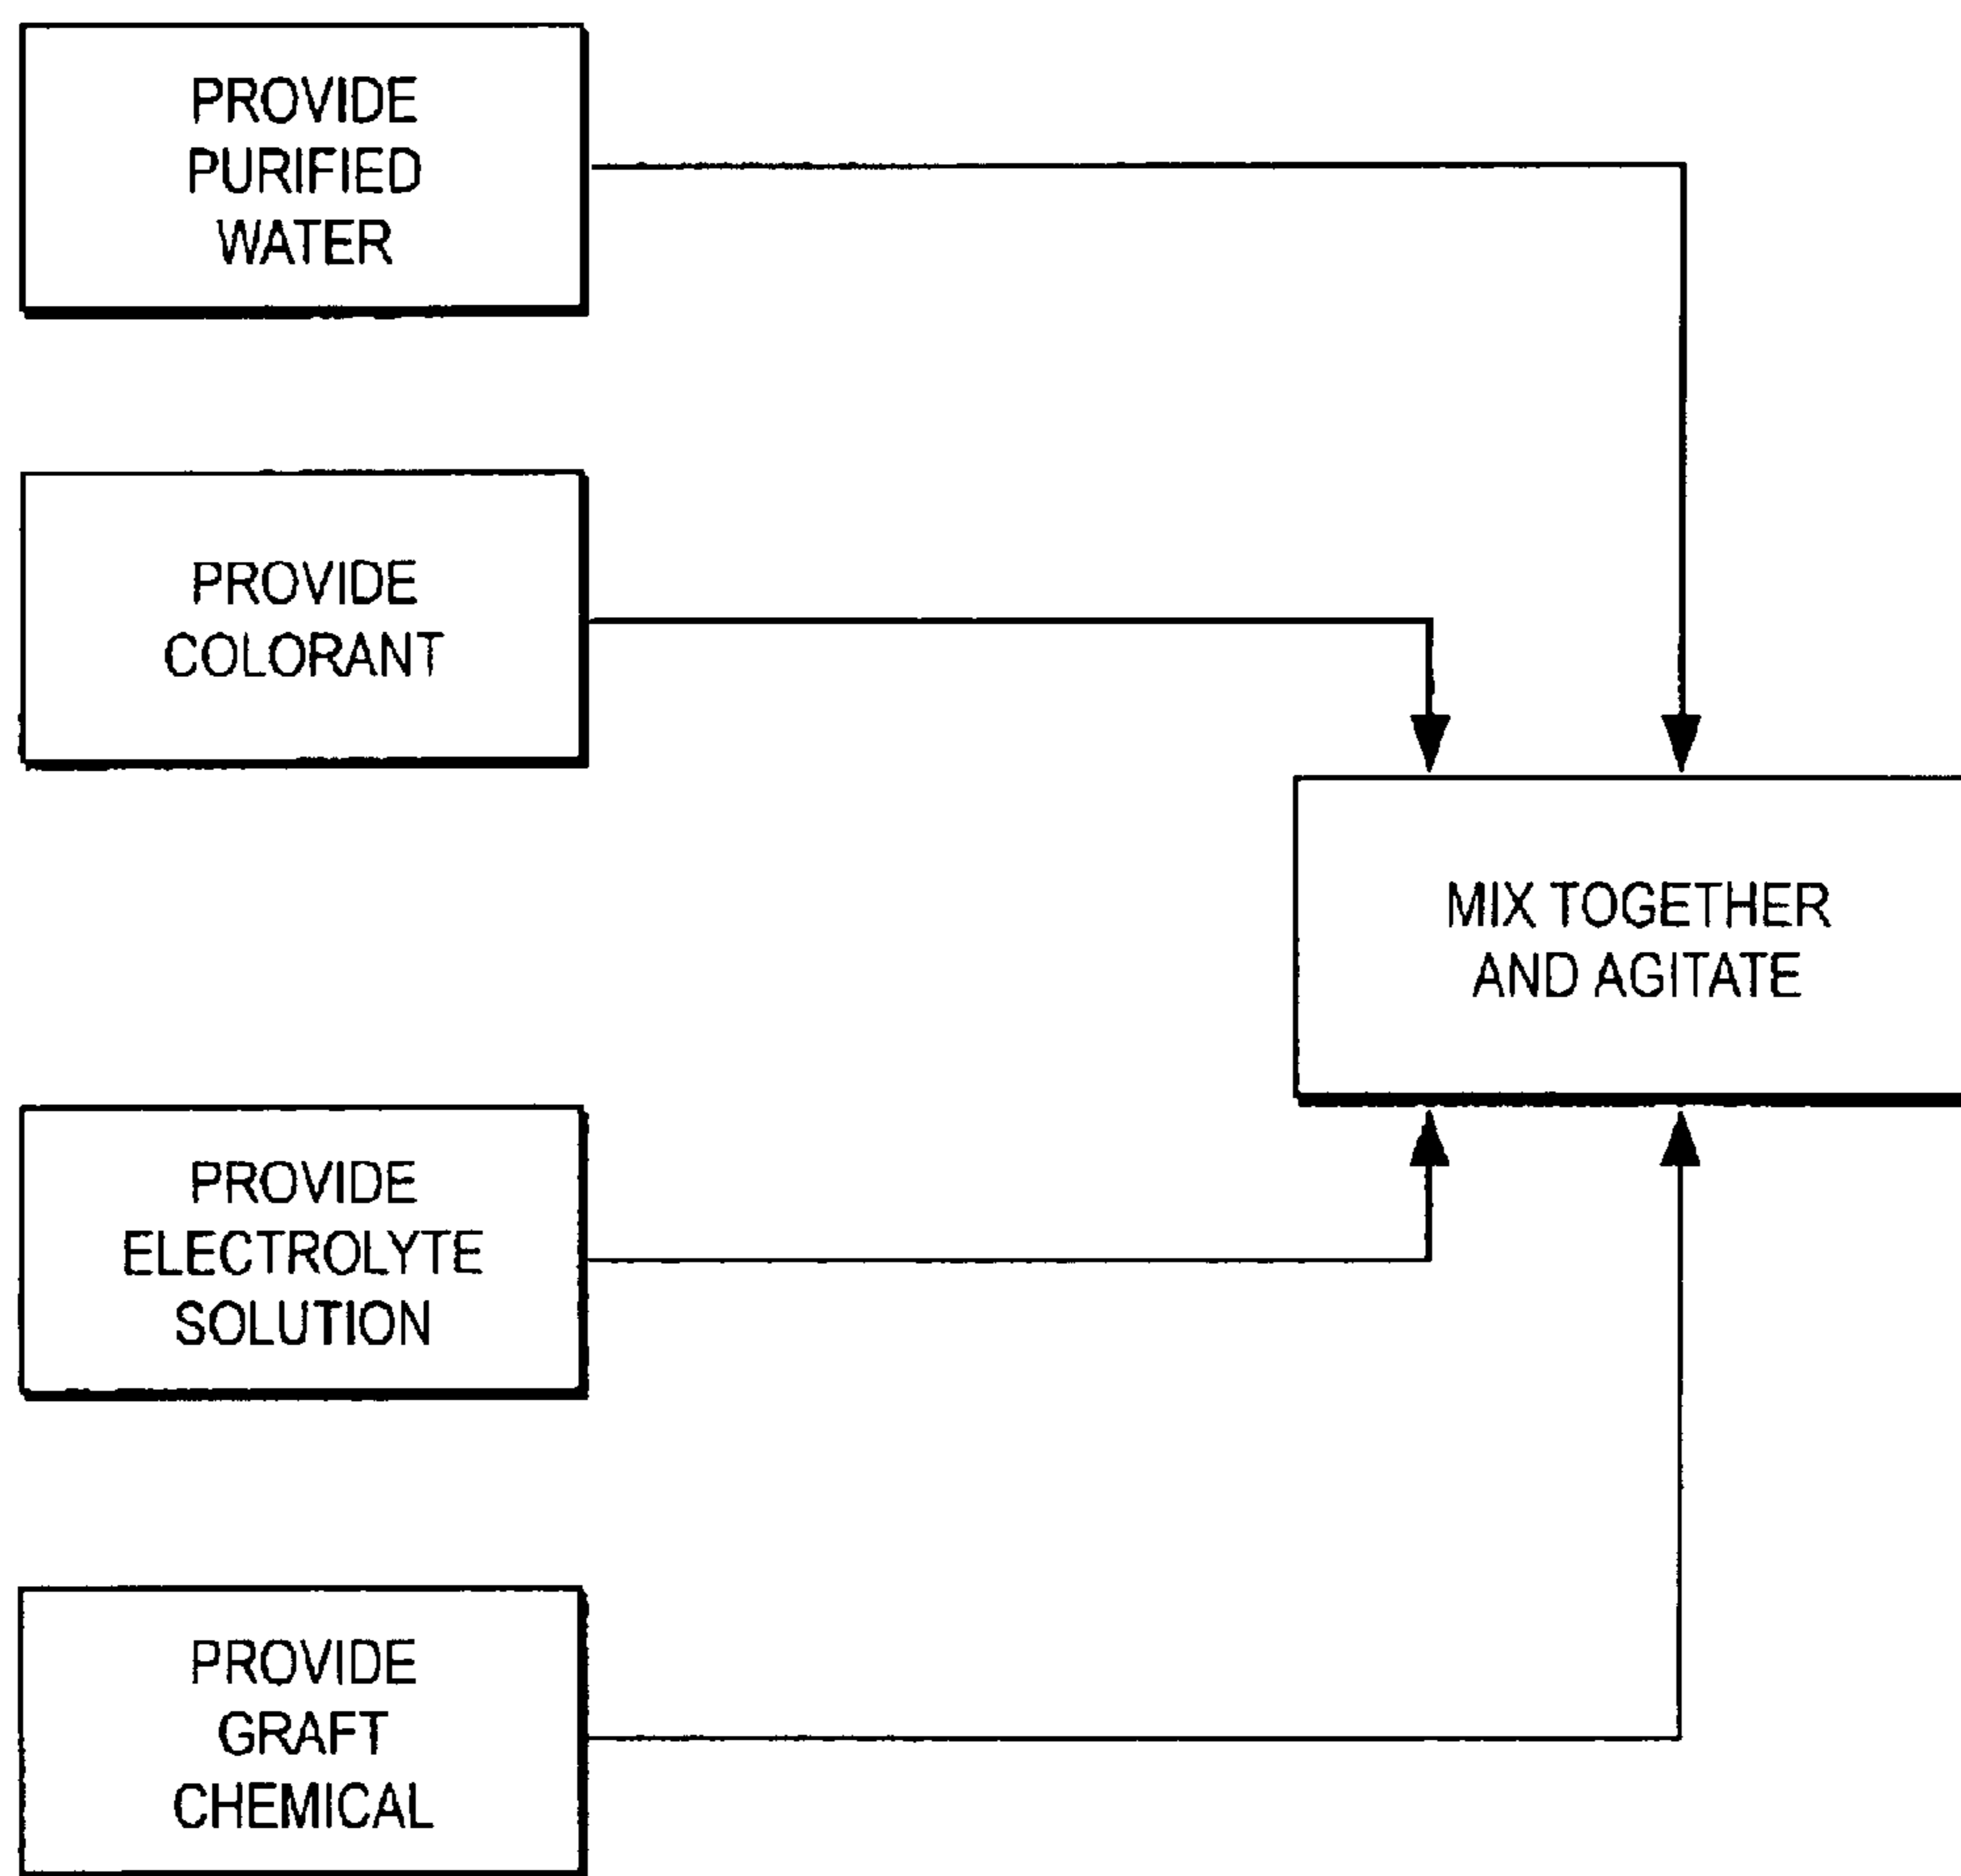 PROVIDE
PURIFIED
WATER
PROVIDE
COLORANT
MIX TOGETHER
AND AGITATE
PROVIDE
ELECTROLYTE
SOLUTION
PROVIDE
GRAFT
CHEMICAL